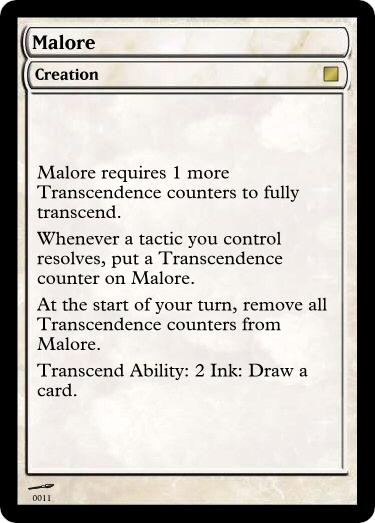 Malore
Creation
Malore requires 1 more
Transcendence counters to fully
transcend.
Whenever a tactic you control
resolves, put a Transcendence
counter on Malore.
At the start of your turn, remove all
Transcendence counters from
Malore.
Transcend Ability: 2 Ink: Draw a
card.
0011